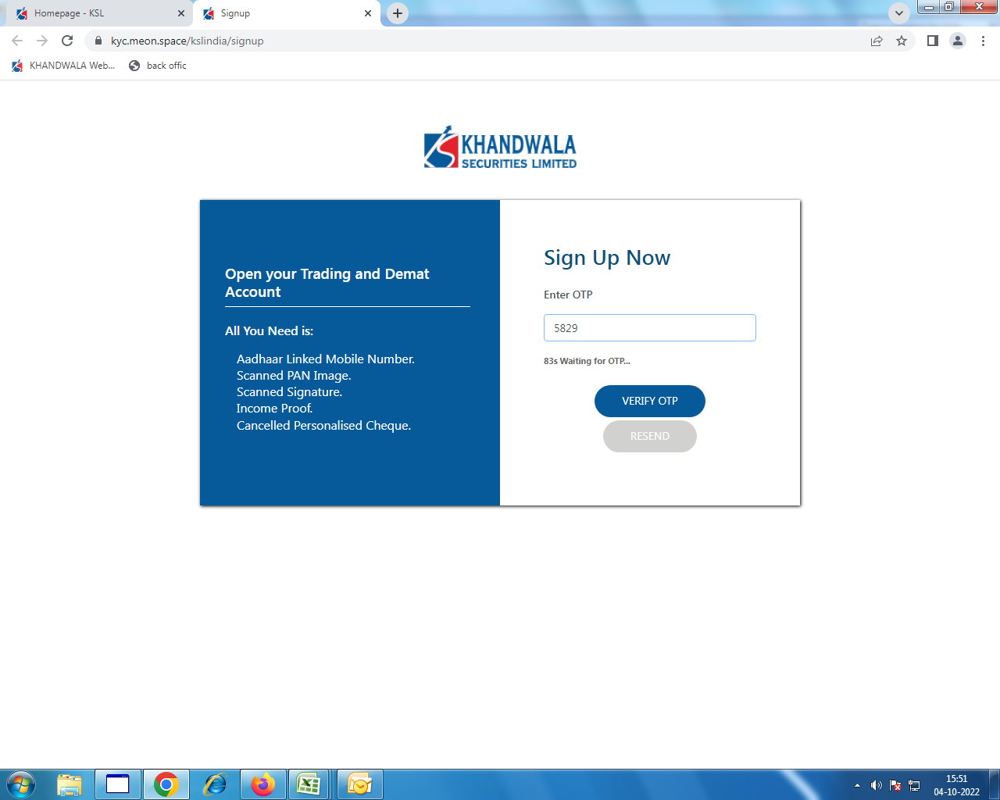 Homepage - KSL
Signup
kyc.meon.space/kslindia/signup
KHANDWALA Web...
back offic
KHANDWALA
SECURITIES LIMITED
Open your Trading and Demat
Account
All You Need is:
Aadhaar Linked Mobile Number.
Scanned PAN Image.
Scanned Signature.
Income Proof.
Cancelled Personalised Cheque.
Sign Up Now
Enter OTP
5829
83s Waiting for OTP...
VERIFY OTP
RESEND
15:51
04-10-2022